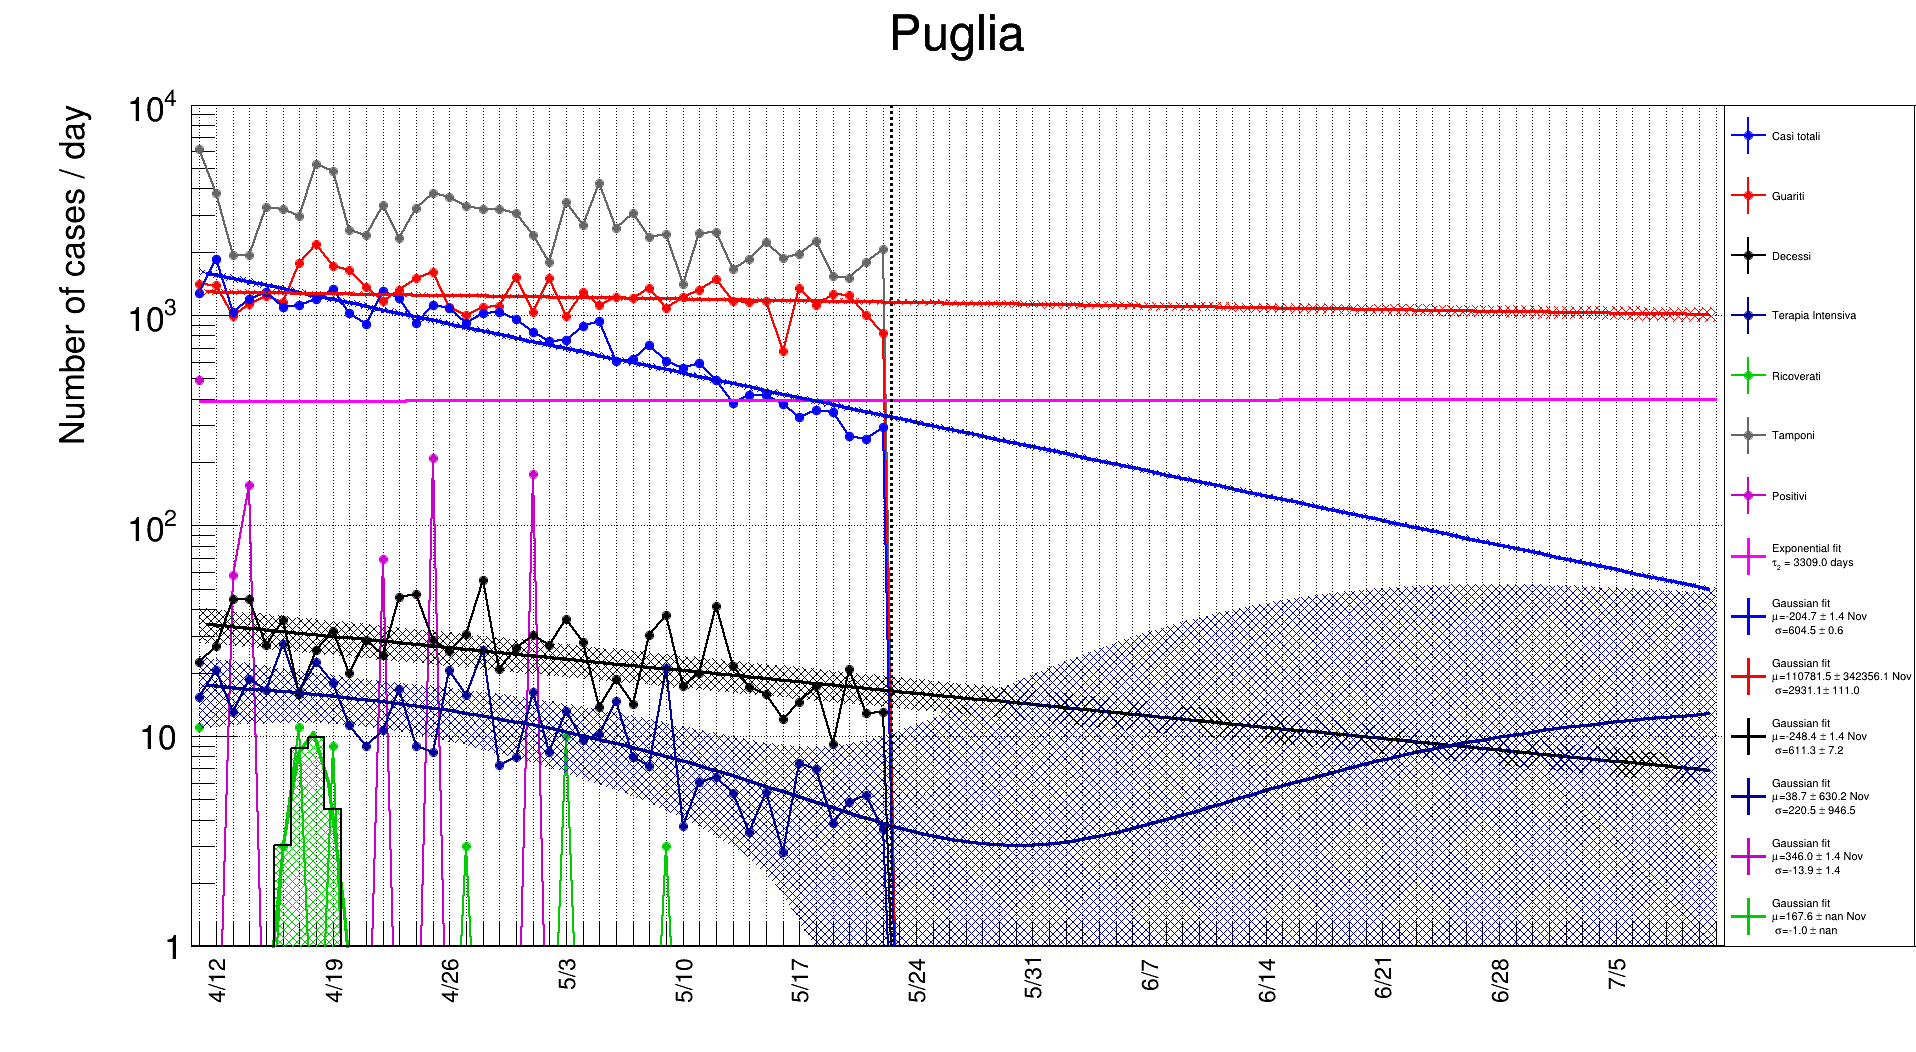 Puglia
Number of cases / day
10^4
10^3
10^2
10
1
4/12
4/19
4/26
5/3
5/10
5/17
5/24
5/31
6/7
6/14
6/21
6/28
7/5
Casi totali
Guariti
Decessi
Terapia Intensiva
Ricoverati
Tamponi
Positivi
Exponential fit
τ₂ = 3309.0 days
Gaussian fit
μ=-204.7 ± 1.4 Nov
σ=604.5 ± 0.6
Gaussian fit
μ=110781.5 ± 342356.1 Nov
σ=2931.1 ± 111.0
Gaussian fit
μ=-248.4 ± 1.4 Nov
σ=611.3 ± 7.2
Gaussian fit
μ=38.7 ± 630.2 Nov
σ=220.5 ± 946.5
Gaussian fit
μ=346.0 ± 1.4 Nov
σ=-13.9 ± 1.4
Gaussian fit
μ=167.6 ± nan Nov
σ=-1.0 ± nan